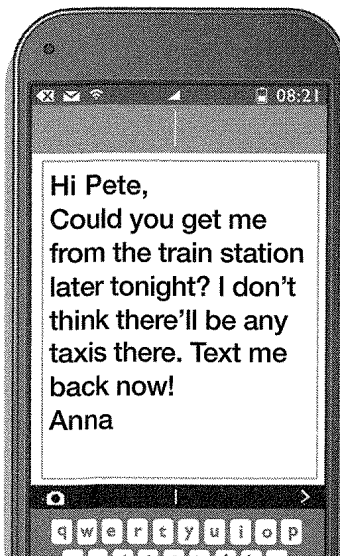 08:21
Hi Pete,
Could you get me
from the train station
later tonight? I don't
think there'll be any
taxis there. Text me
back now!
Anna
q w e r t y u i o p